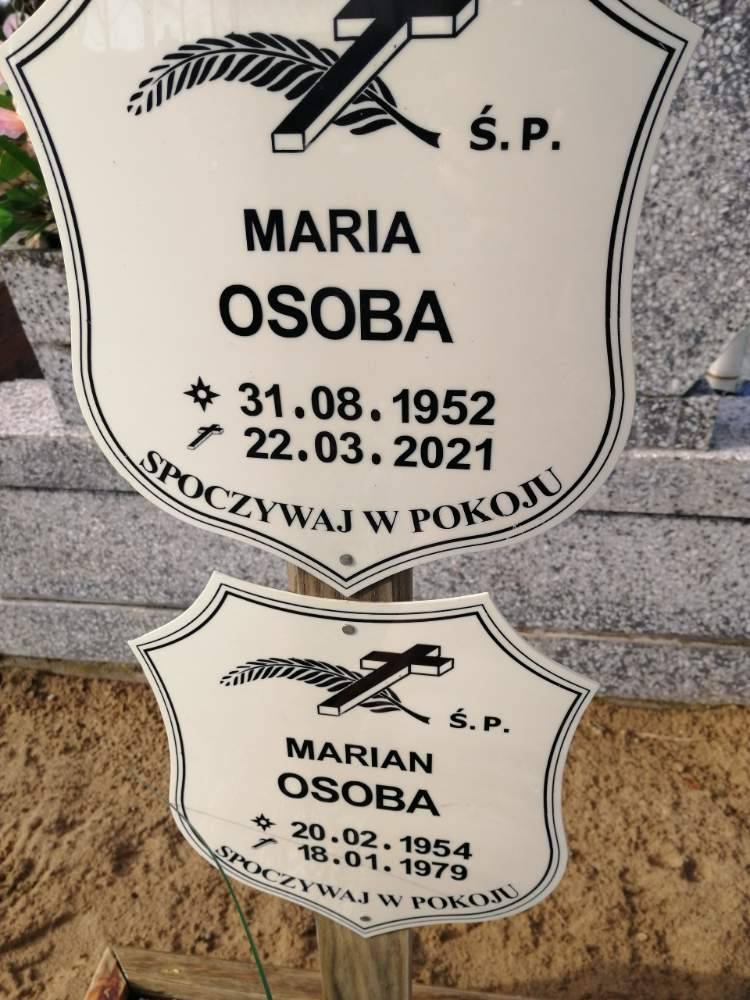 Ś.P.
MARIA
OSOBA
31.08.1952
22.03.2021
SPOCZYWAJ W POKOJU
Ś.P.
MARIAN
OSOBA
20.02.1954
18.01.1979
SPOCZYWAJ W POKOJU